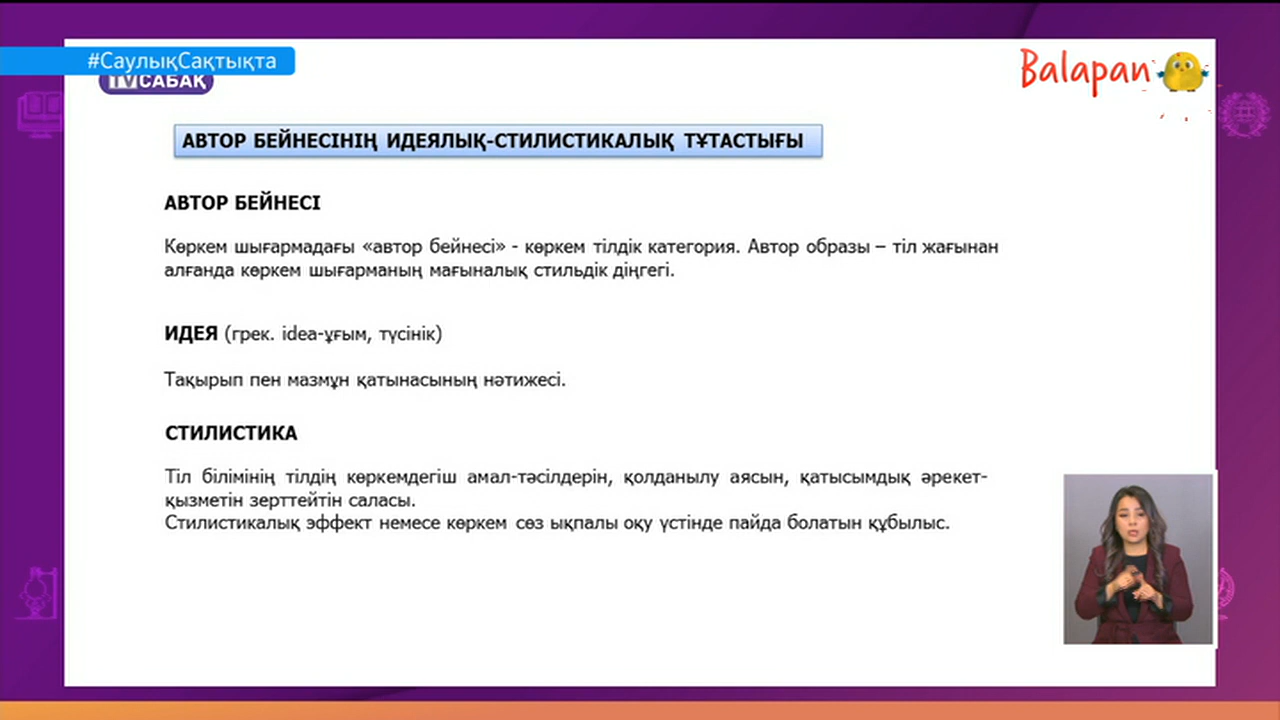 #СаулықСақтықта
TVСАБАҚ
Balapan
АВТОР БЕЙНЕСІНІҢ ИДЕЯЛЫҚ-СТИЛИСТИКАЛЫҚ ТҰТАСТЫҒЫ
АВТОР БЕЙНЕСІ
Көркем шығармадағы «автор бейнесі» - көркем тілдік категория. Автор образы – тіл жағынан
алғанда көркем шығарманың мағыналық стильдік діңгегі.
ИДЕЯ (грек. idea-ұғым, түсінік)
Тақырып пен мазмұн қатынасының нәтижесі.
СТИЛИСТИКА
Тіл білімінің тілдің көркемдегіш амал-тәсілдерін, қолданылу аясын, қатысымдық әрекет-
қызметін зерттейтін саласы.
Стилистикалық эффект немесе көркем сөз ықпалы оқу үстінде пайда болатын құбылыс.